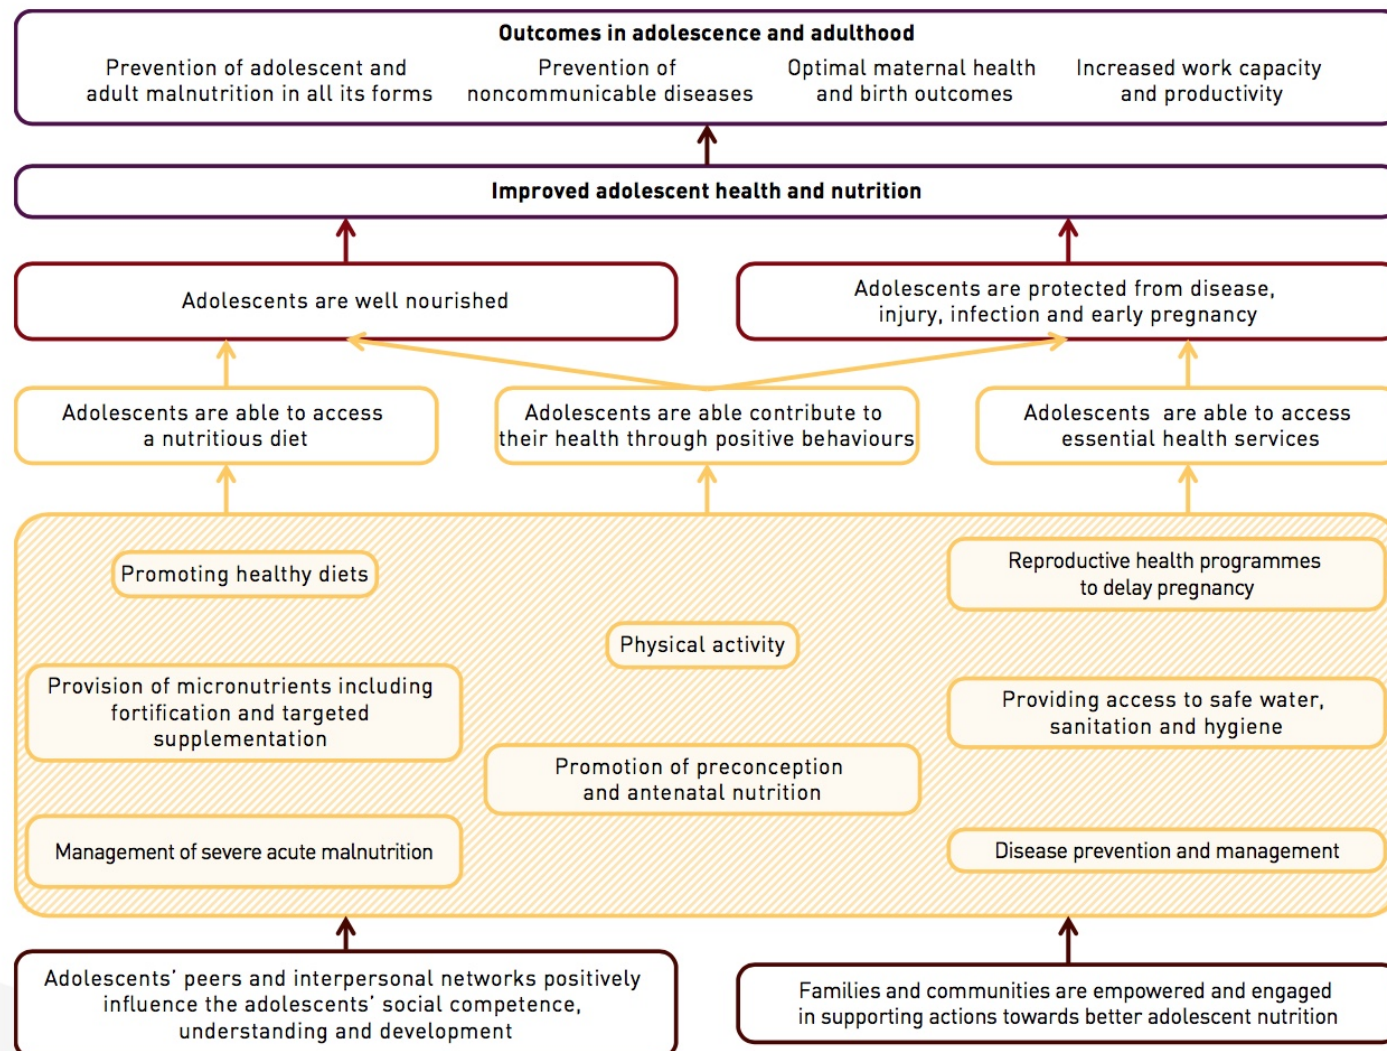 Outcomes in adolescence and adulthood
Prevention of adolescent and
adult malnutrition in all its forms
Prevention of
noncommunicable diseases
Optimal maternal health
and birth outcomes
Increased work capacity
and productivity
Improved adolescent health and nutrition
Adolescents are well nourished
Adolescents are protected from disease,
injury, infection and early pregnancy
Adolescents are able to access
a nutritious diet
Adolescents are able contribute to
their health through positive behaviours
Adolescents are able to access
essential health services
Promoting healthy diets
Reproductive health programmes
to delay pregnancy
Physical activity
Provision of micronutrients including
fortification and targeted
supplementation
Providing access to safe water,
sanitation and hygiene
Promotion of preconception
and antenatal nutrition
Management of severe acute malnutrition
Disease prevention and management
Adolescents’ peers and interpersonal networks positively
influence the adolescents’ social competence,
understanding and development
Families and communities are empowered and engaged
in supporting actions towards better adolescent nutrition